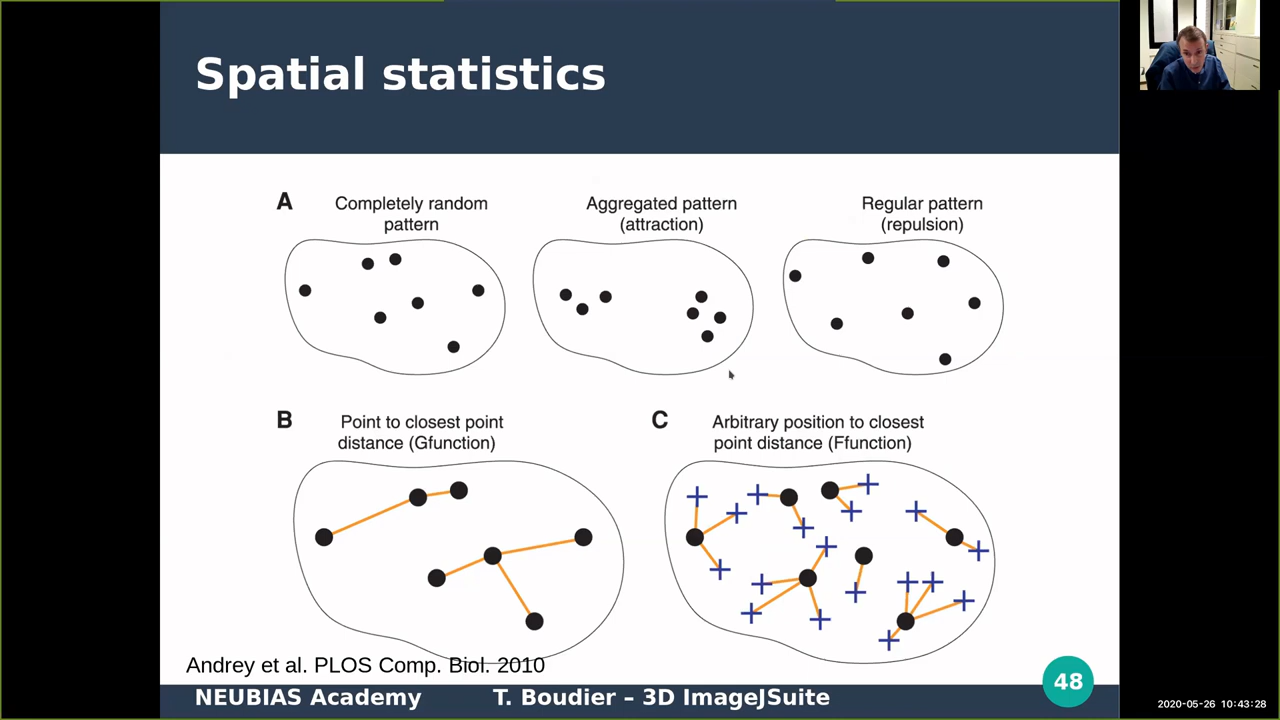 Spatial statistics
A
Completely random
pattern
Aggregated pattern
(attraction)
Regular pattern
(repulsion)
B
Point to closest point
distance (Gfunction)
C
Arbitrary position to closest
point distance (Ffunction)
Andrey et al. PLOS Comp. Biol. 2010
NEUBIAS Academy
T. Boudier – 3D ImageJSuite
48
2020-05-26 10:43:28